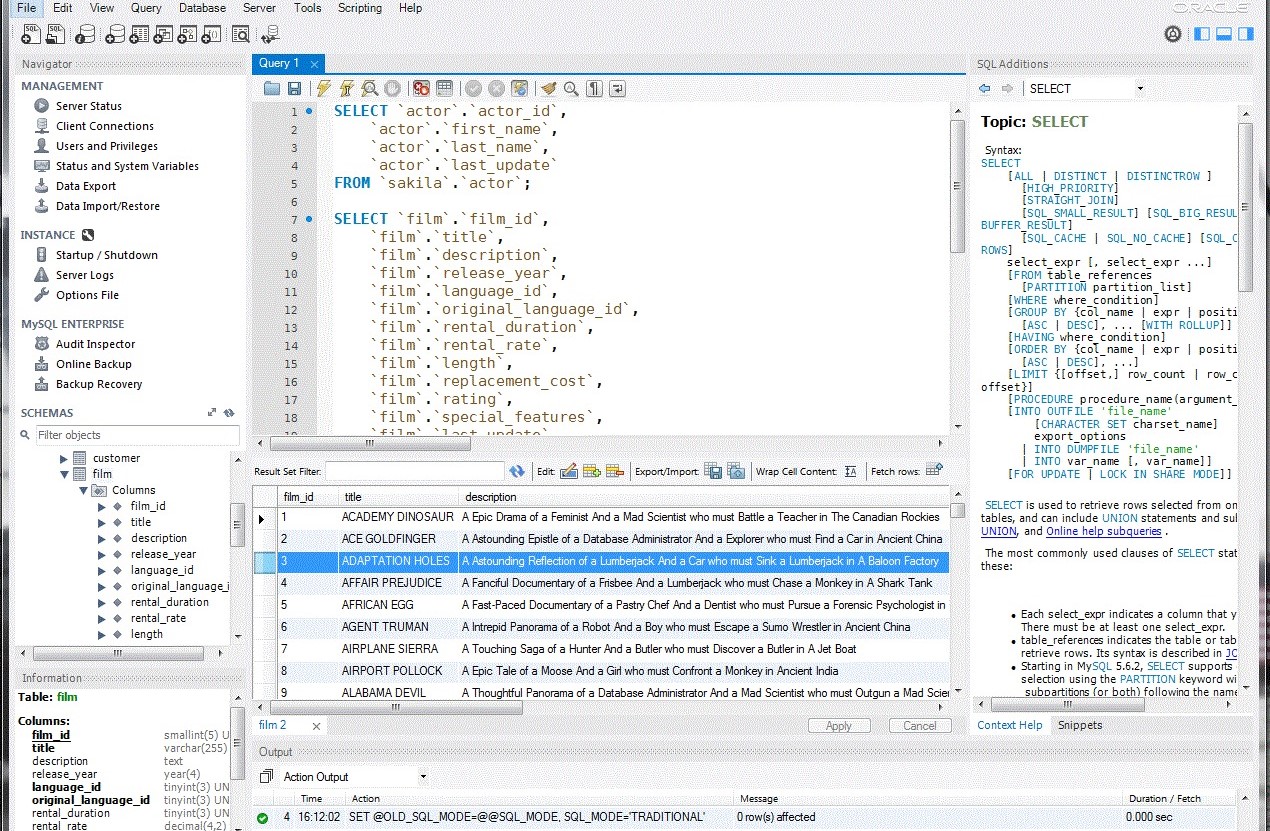 File Edit View Query Database Server Tools Scripting Help
ORACLE
Navigator
MANAGEMENT
Server Status
Client Connections
Users and Privileges
Status and System Variables
Data Export
Data Import/Restore
INSTANCE
Startup / Shutdown
Server Logs
Options File
MySQL ENTERPRISE
Audit Inspector
Online Backup
Backup Recovery
SCHEMAS
Filter objects
customer
film
Columns
film_id
title
description
release_year
language_id
original_language_i
rental_duration
rental_rate
length
Information
Table: film
Columns:
film_id smallint(5) U
title varchar(255)
description text
release_year year(4)
language_id tinyint(3) UN
original_language_id tinyint(3) UN
rental_duration tinyint(3) UN
rental_rate decimal(4,2)
Query 1
1 SELECT `actor`.`actor_id`,
2 `actor`.`first_name`,
3 `actor`.`last_name`,
4 `actor`.`last_update`
5 FROM `sakila`.`actor`;
6
7 SELECT `film`.`film_id`,
8 `film`.`title`,
9 `film`.`description`,
10 `film`.`release_year`,
11 `film`.`language_id`,
12 `film`.`original_language_id`,
13 `film`.`rental_duration`,
14 `film`.`rental_rate`,
15 `film`.`length`,
16 `film`.`replacement_cost`,
17 `film`.`rating`,
18 `film`.`special_features`,
19 `film`.`last_update`
Result Set Filter: Edit: Export/Import: Wrap Cell Content: Fetch rows:
film_id title description
1 ACADEMY DINOSAUR A Epic Drama of a Feminist And a Mad Scientist who must Battle a Teacher in The Canadian Rockies
2 ACE GOLDFINGER A Astounding Epistle of a Database Administrator And a Explorer who must Find a Car in Ancient China
3 ADAPTATION HOLES A Astounding Reflection of a Lumberjack And a Car who must Sink a Lumberjack in A Baloon Factory
4 AFFAIR PREJUDICE A Fanciful Documentary of a Frisbee And a Lumberjack who must Chase a Monkey in A Shark Tank
5 AFRICAN EGG A Fast-Paced Documentary of a Pastry Chef And a Dentist who must Pursue a Forensic Psychologist in
6 AGENT TRUMAN A Intrepid Panorama of a Robot And a Boy who must Escape a Sumo Wrestler in Ancient China
7 AIRPLANE SIERRA A Touching Saga of a Hunter And a Butler who must Discover a Butler in A Jet Boat
8 AIRPORT POLLOCK A Epic Tale of a Moose And a Girl who must Confront a Monkey in Ancient India
9 ALABAMA DEVIL A Thoughtful Panorama of a Database Administrator And a Mad Scientist who must Outgun a Mad Scie
film 2 Apply Cancel
Output
Action Output
Time Action Message Duration / Fetch
4 16:12:02 SET @OLD_SQL_MODE=@@SQL_MODE, SQL_MODE='TRADITIONAL' 0 row(s) affected 0.000 sec
SQL Additions
SELECT
Topic: SELECT
Syntax:
SELECT
[ALL | DISTINCT | DISTINCTROW ]
[HIGH_PRIORITY]
[STRAIGHT_JOIN]
[SQL_SMALL_RESULT] [SQL_BIG_RESUL
BUFFER_RESULT]
[SQL_CACHE | SQL_NO_CACHE] [SQL_C
ROWS]
select_expr [, select_expr ...]
[FROM table_references
[PARTITION partition_list]
[WHERE where_condition]
[GROUP BY {col_name | expr | positi
[ASC | DESC], ... [WITH ROLLUP]]
[HAVING where_condition]
[ORDER BY {col_name | expr | positi
[ASC | DESC], ...]
[LIMIT {[offset,] row_count | row_c
offset}]
[PROCEDURE procedure_name(argument_
[INTO OUTFILE 'file_name'
[CHARACTER SET charset_name]
export_options
| INTO DUMPFILE 'file_name'
| INTO var_name [, var_name]]
[FOR UPDATE | LOCK IN SHARE MODE]]
SELECT is used to retrieve rows selected from on
tables, and can include UNION statements and sul
UNION, and Online help subqueries .
The most commonly used clauses of SELECT stat
these:
Each select_expr indicates a column that y
There must be at least one select_expr.
table_references indicates the table or tab
retrieve rows. Its syntax is described in JO
Starting in MySQL 5.6.2, SELECT supports
selection using the PARTITION keyword wi
subpartitions (or both) following the name
Context Help Snippets